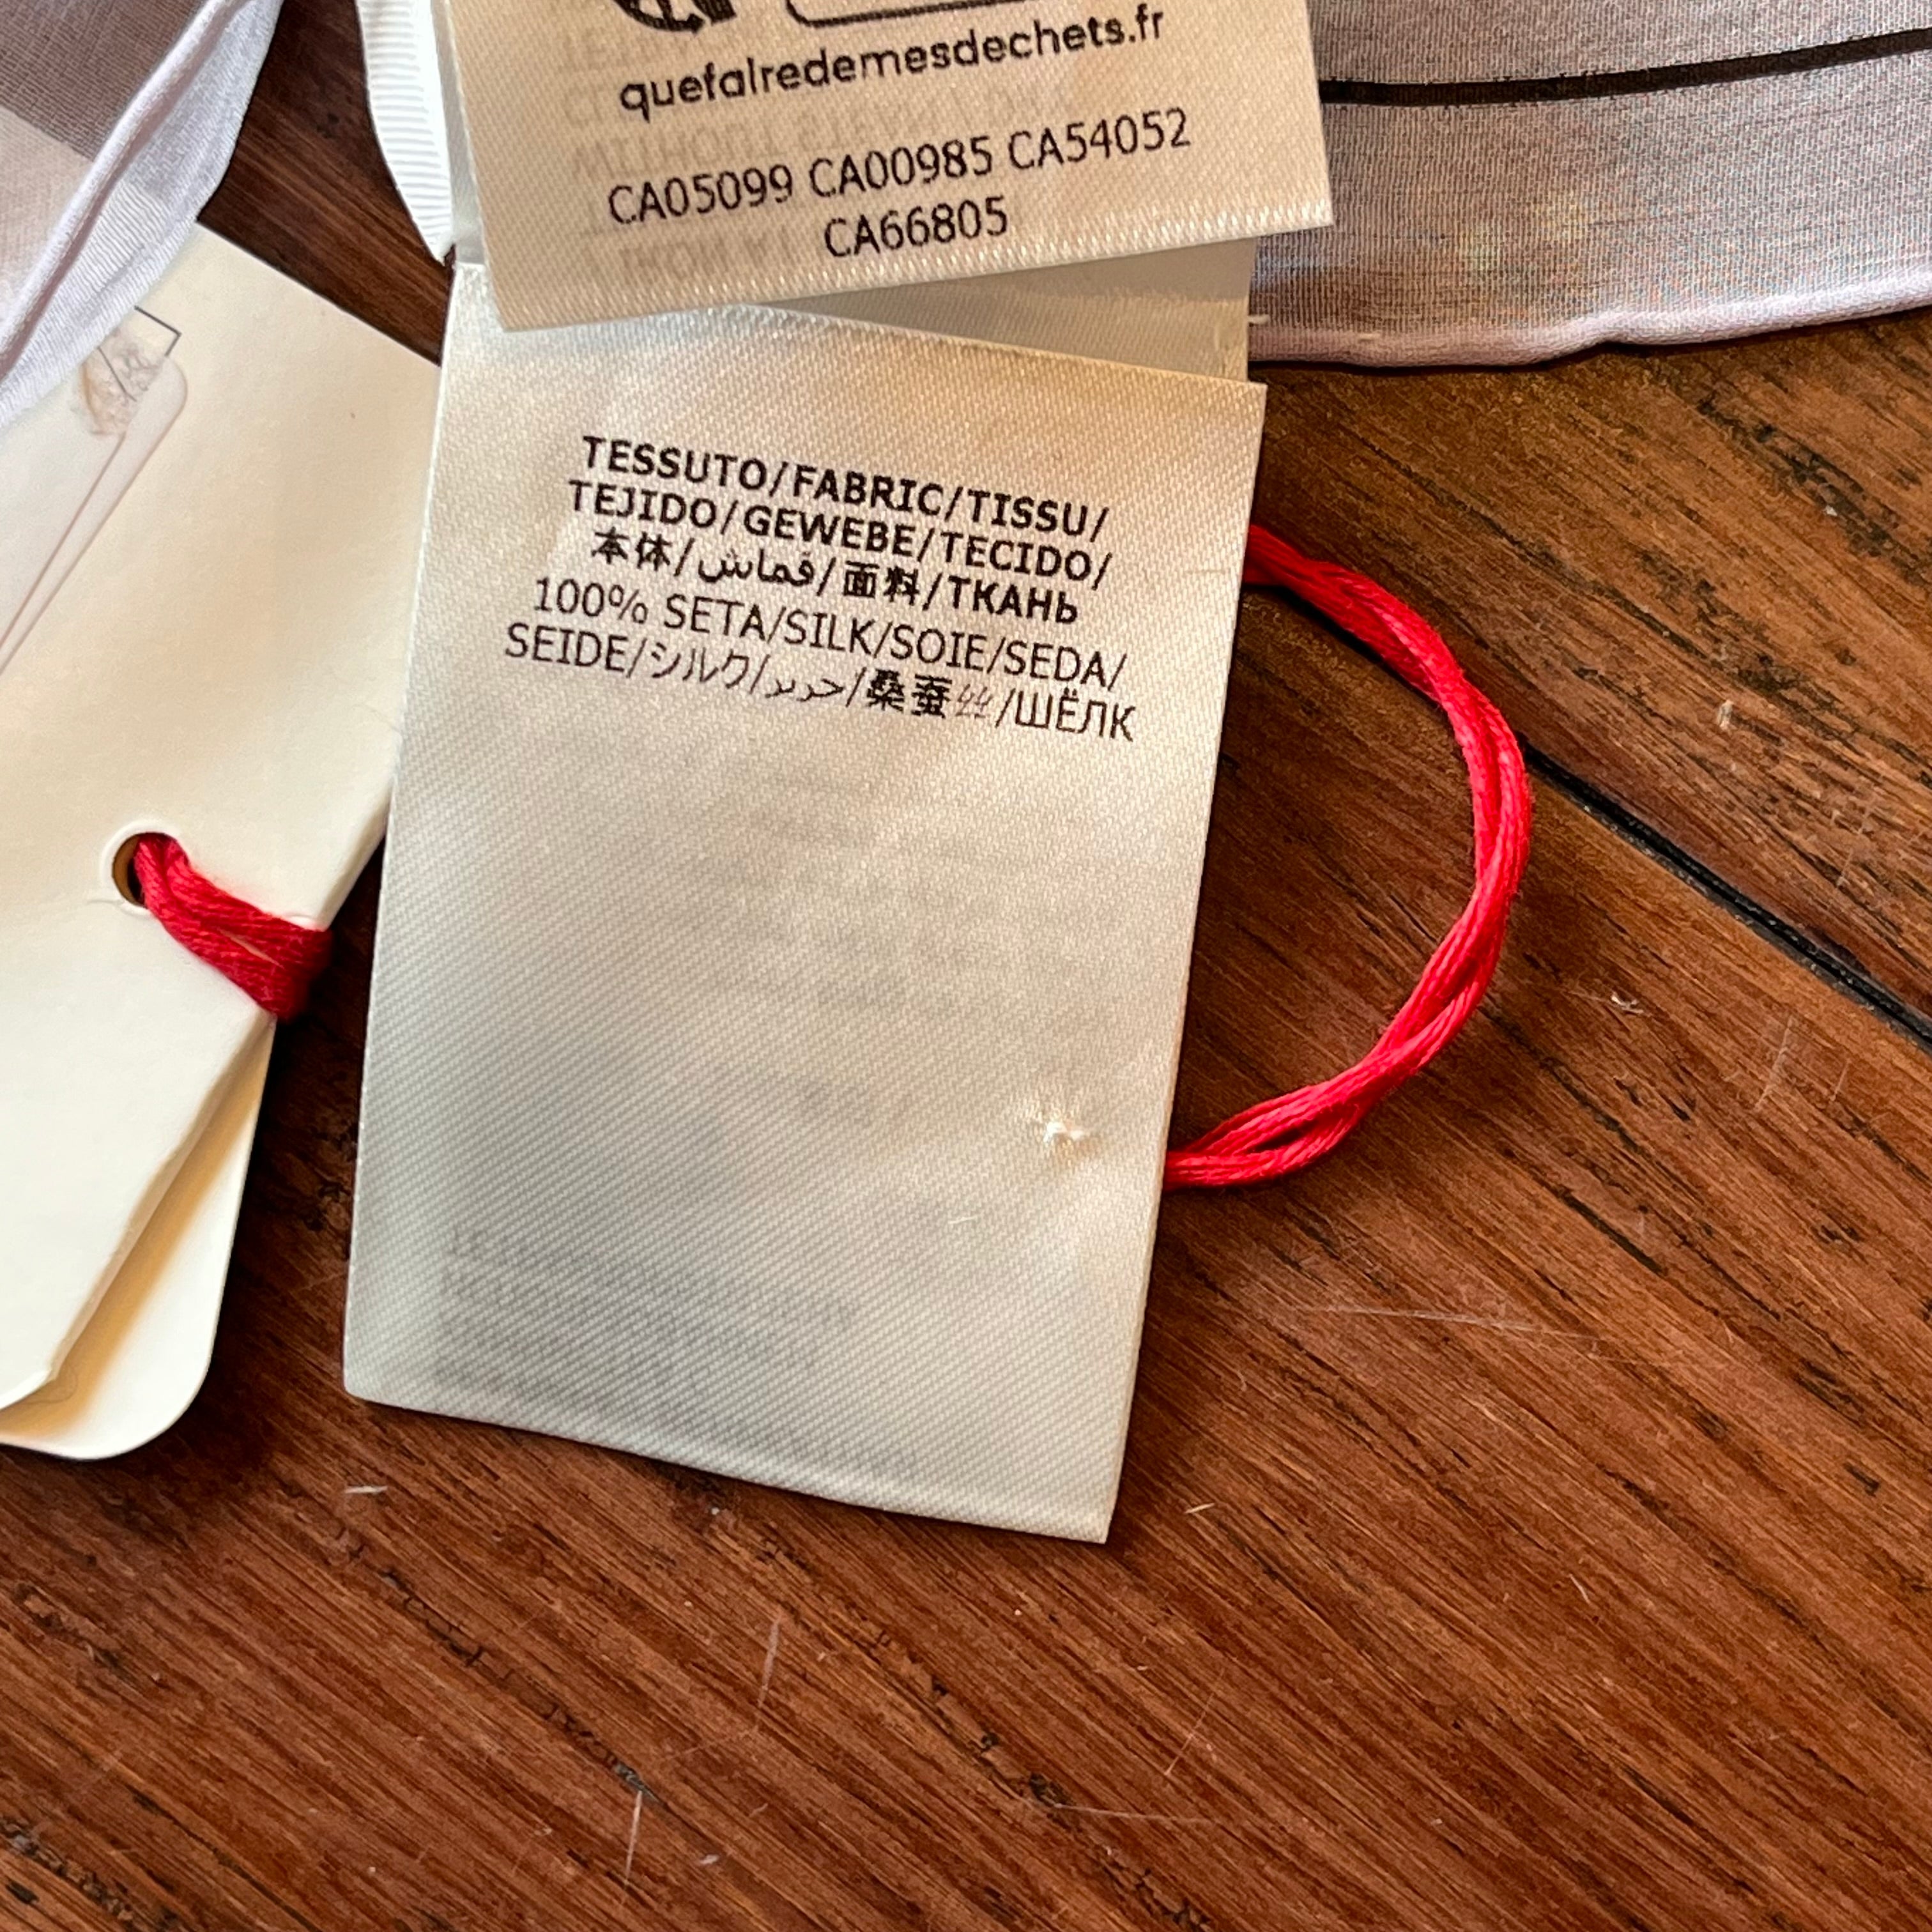 quefairedemesdechets.fr
CA05099 CA00985 CA54052
CA66805
TESSUTO/FABRIC/TISSU/
TEJIDO/GEWEBE/TECIDO/
本体/قماش/面料/ТКАНЬ
100% SETA/SILK/SOIE/SEDA/
SEIDE/シルク/حرير/桑蚕丝/ШЁЛК